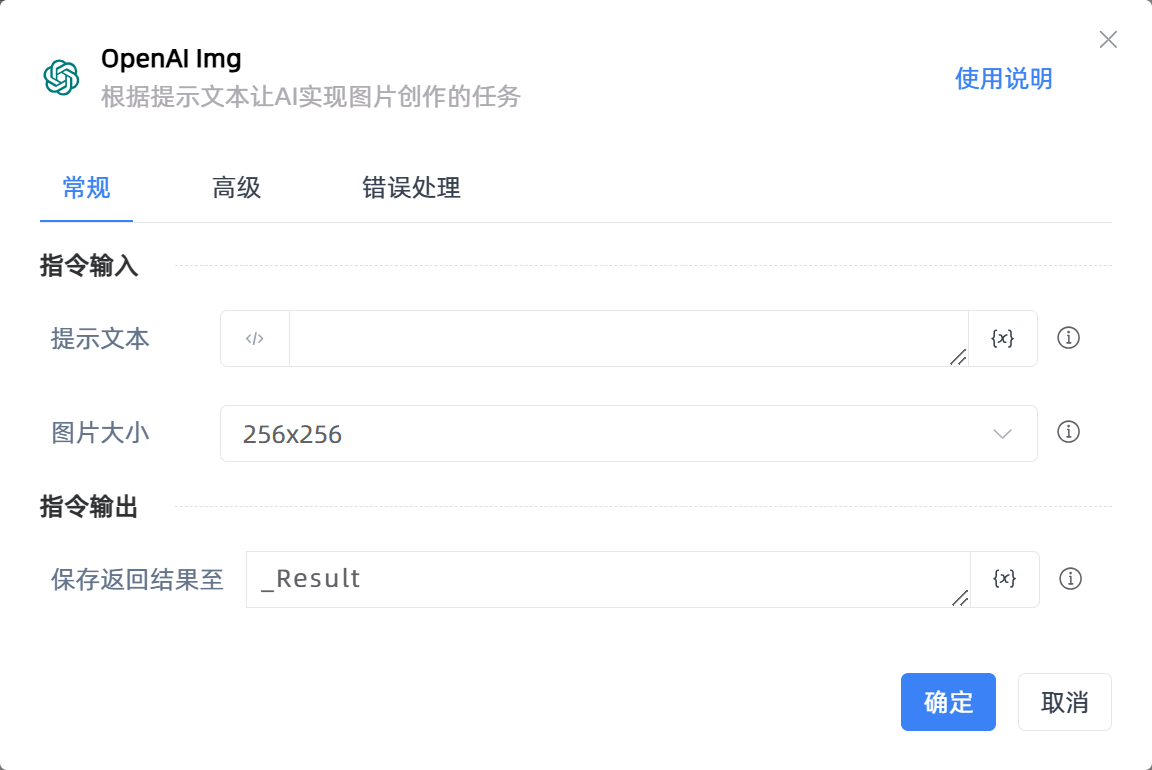 OpenAI Img
根据提示文本让AI实现图片创作的任务
使用说明
常规 高级 错误处理
指令输入
提示文本 </> {x}
图片大小 256x256
指令输出
保存返回结果至 _Result {x}
确定 取消